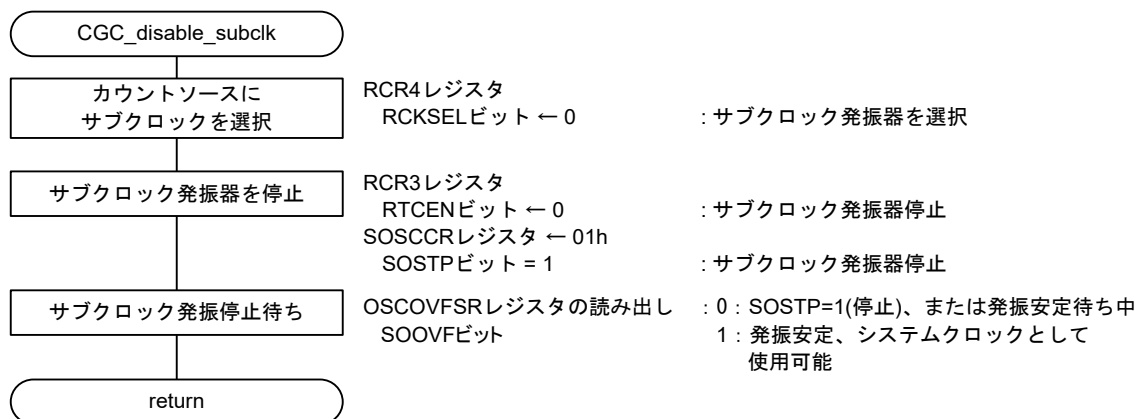 CGC_disable_subclk
カウントソースに
サブクロックを選択
RCR4レジスタ
RCKSELビット ← 0 : サブクロック発振器を選択
サブクロック発振器を停止
RCR3レジスタ
RTCENビット ← 0 : サブクロック発振器停止
SOSCCRレジスタ ← 01h
SOSTPビット = 1 : サブクロック発振器停止
サブクロック発振停止待ち
OSCOVFSRレジスタの読み出し : 0 : SOSTP=1(停止)、または発振安定待ち中
SOOVFビット 1 : 発振安定、システムクロックとして
使用可能
return